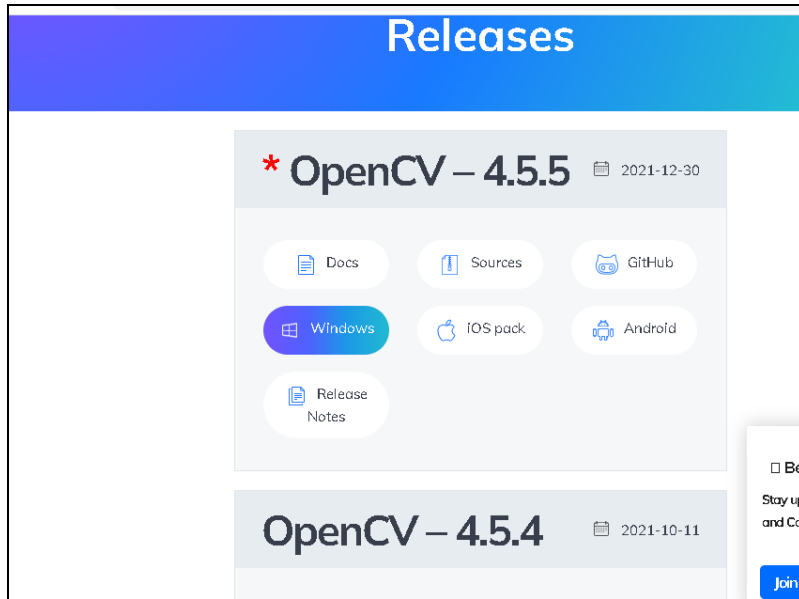 Releases
* OpenCV – 4.5.5 2021-12-30
Docs Sources GitHub
Windows iOS pack Android
Release
Notes
OpenCV – 4.5.4 2021-10-11
Stay
and
Join